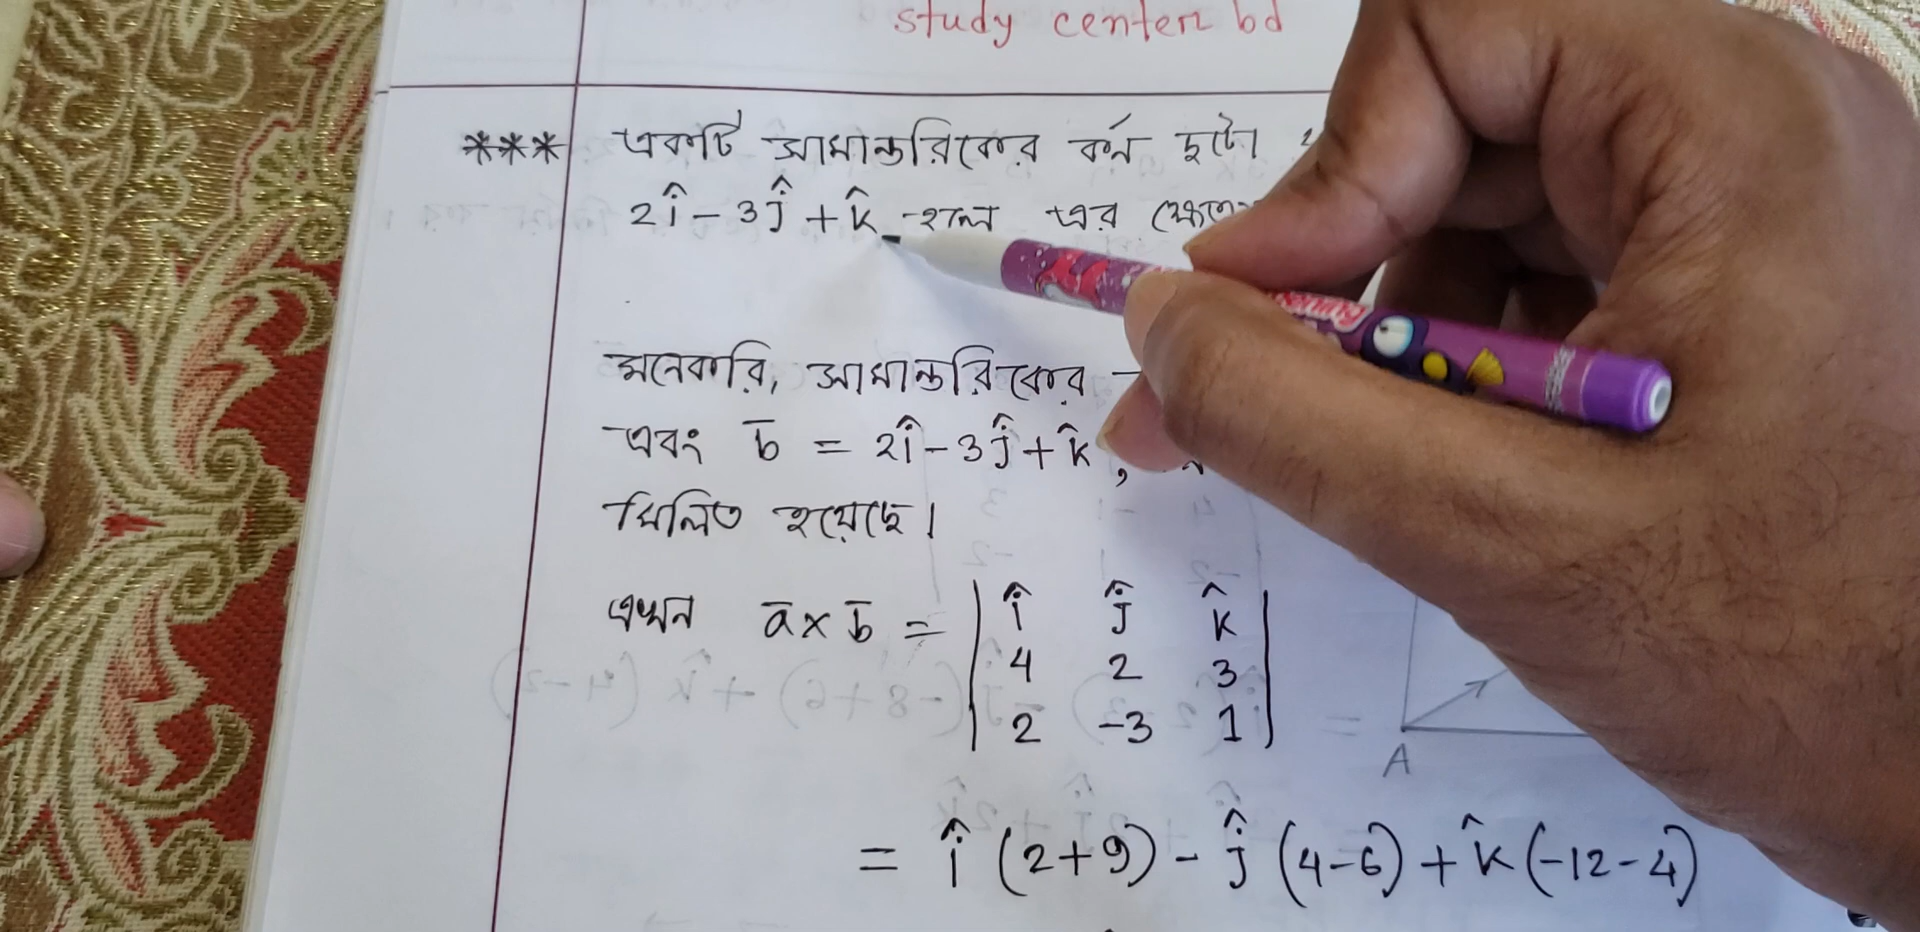 study center bd
*** একটি সামান্তরিকের কর্ন দুটো
2î - 3ĵ + k̂ হলে এর
মনেকরি, সামান্তরিকের
এবং b̄ = 2î - 3ĵ + k̂,
মিলিত হয়েছে।
এখন ā × b̄ = | î ĵ k̂ |
4 2 3
2 -3 1
A
= î (2+9) - ĵ (4-6) + k̂ (-12-4)